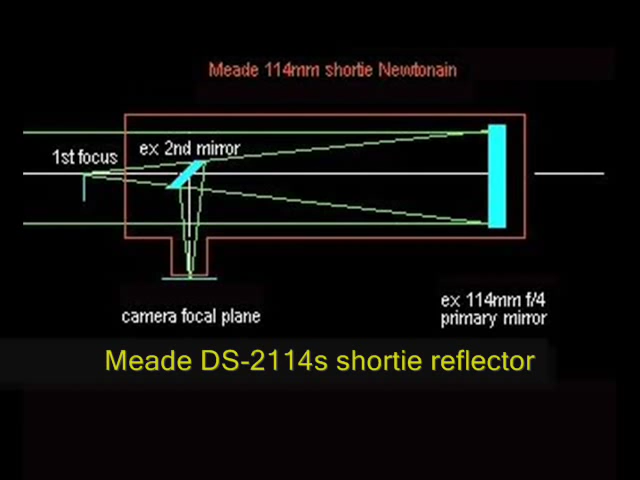 Meade 114mm shortie Newtonain
1st focus
ex 2nd mirror
camera focal plane
ex 114mm f/4
primary mirror
Meade DS-2114s shortie reflector